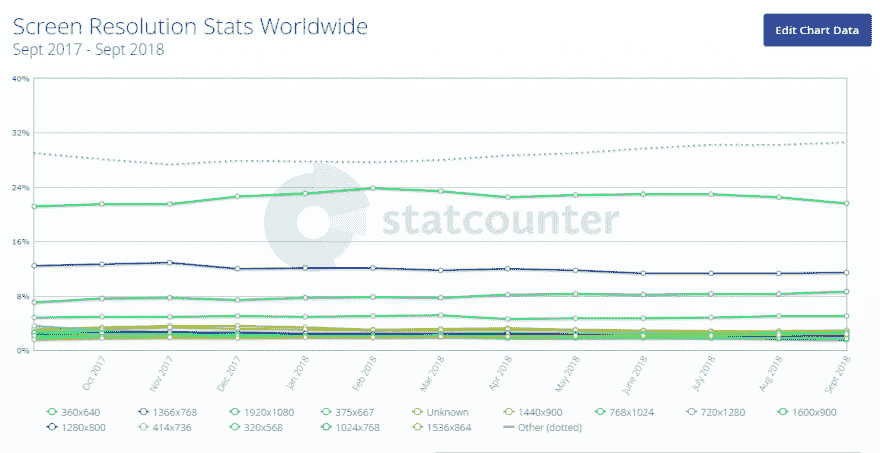 Screen Resolution Stats Worldwide
Sept 2017 - Sept 2018
Edit Chart Data
40%
32%
24%
16%
8%
0%
statcounter
Oct 2017 Nov 2017 Dec 2017 Jan 2018 Feb 2018 Mar 2018 Apr 2018 May 2018 June 2018 July 2018 Aug 2018 Sept 2018
360x640 1366x768 1920x1080 375x667 Unknown 1440x900 768x1024 720x1280 1600x900
1280x800 414x736 320x568 1024x768 1536x864 Other (dotted)